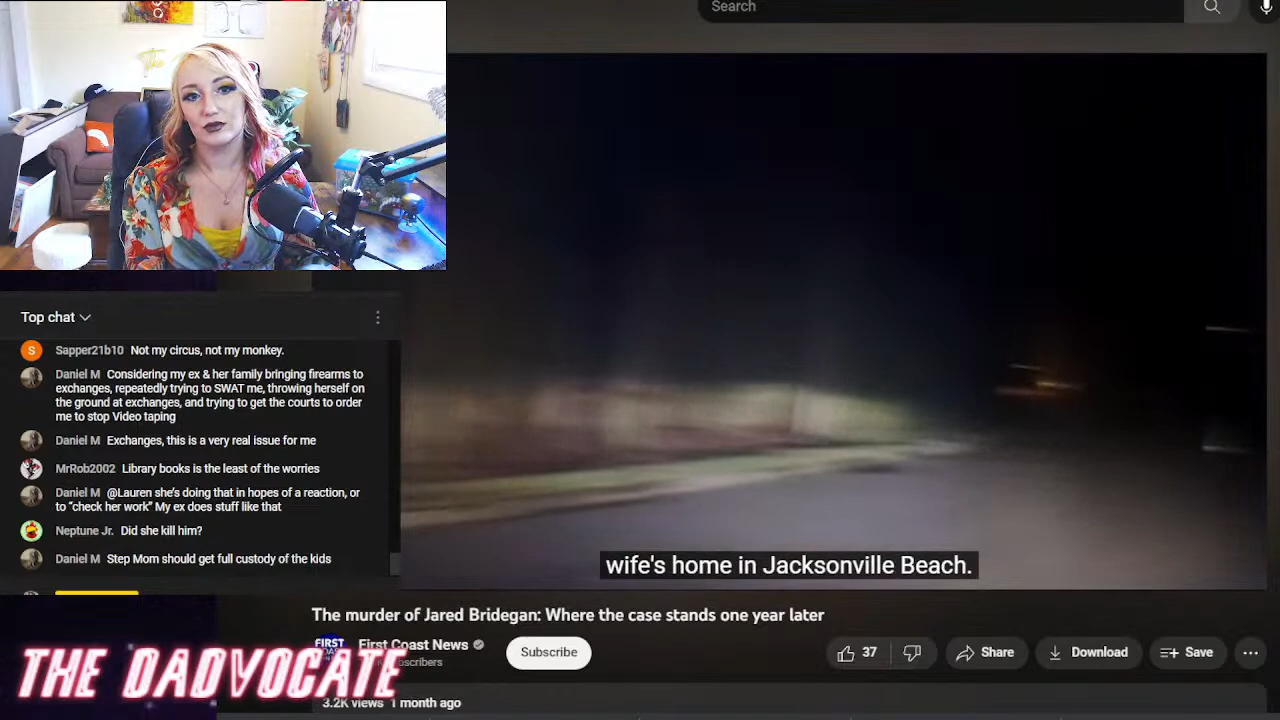 Search
Top chat
Sapper21b10 Not my circus, not my monkey.
Daniel M Considering my ex & her family bringing firearms to
exchanges, repeatedly trying to SWAT me, throwing herself on
the ground at exchanges, and trying to get the courts to order
me to stop Video taping
Daniel M Exchanges, this is a very real issue for me
MrRob2002 Library books is the least of the worries
Daniel M @Lauren she's doing that in hopes of a reaction, or
to "check her work" My ex does stuff like that
Neptune Jr. Did she kill him?
Daniel M Step Mom should get full custody of the kids
wife's home in Jacksonville Beach.
The murder of Jared Bridegan: Where the case stands one year later
FIRST
First Coast News
Subscribe
37
Share
Download
Save
THE DADVOCATE
3.2K views 1 month ago